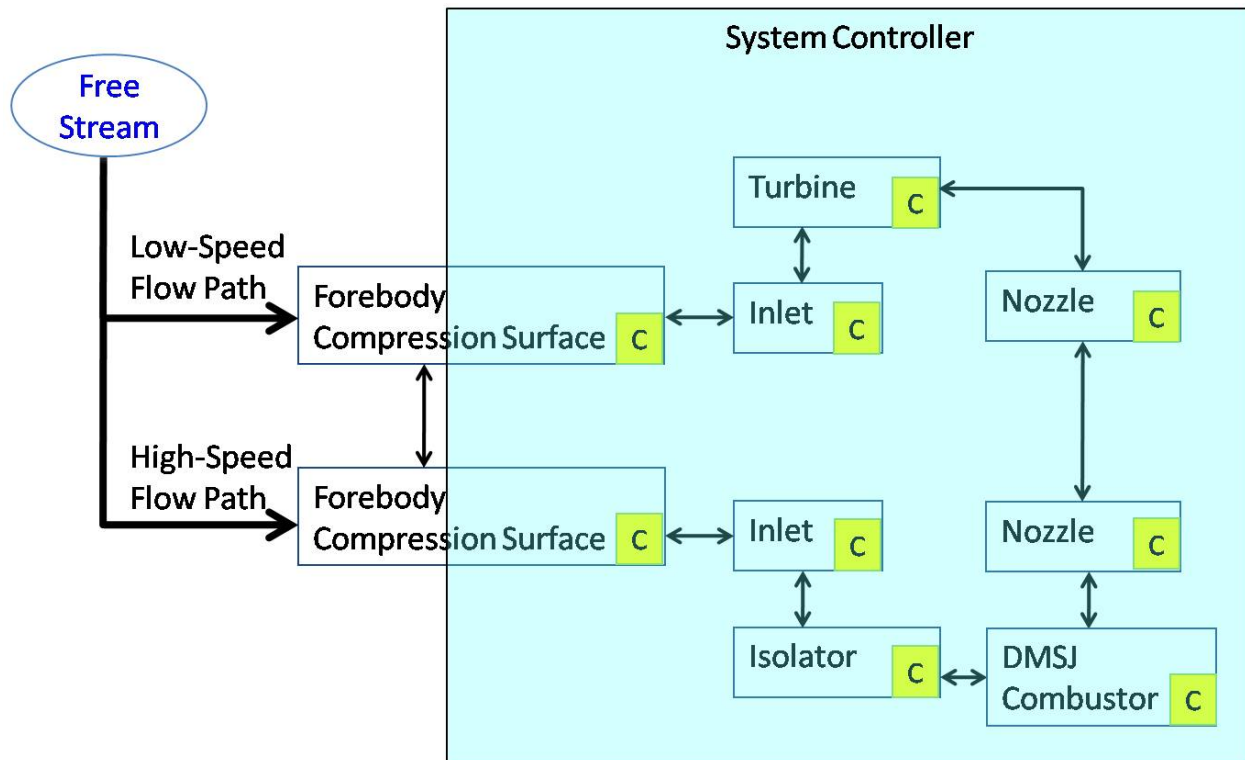 System Controller
Free
Stream
Low-Speed
Flow Path
Forebody
Compression Surface
C
Inlet
C
Turbine
C
Nozzle
C
High-Speed
Flow Path
Forebody
Compression Surface
C
Inlet
C
Isolator
C
DMSJ
Combustor
C
Nozzle
C